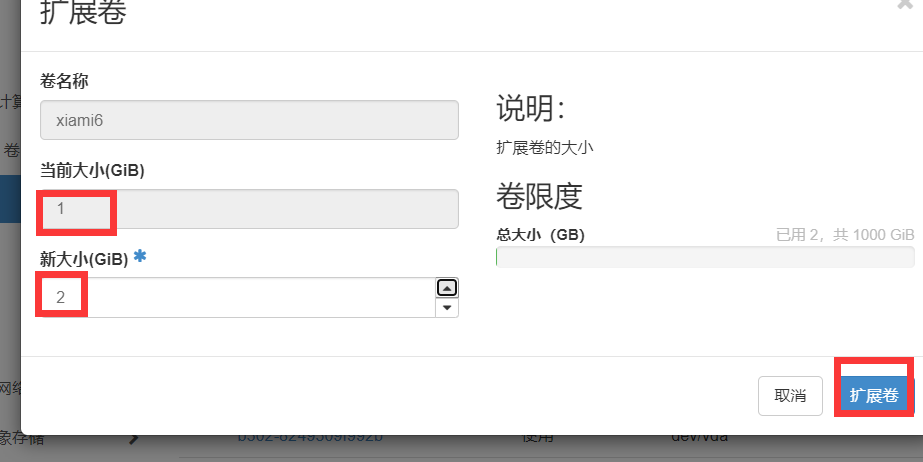 扩展卷
卷名称
xiami6
当前大小(GiB)
1
新大小(GiB) *
2
说明：
扩展卷的大小
卷限度
总大小（GB）
已用 2，共 1000 GiB
取消
扩展卷
计算
卷
网络
象存储
使用
dev/vda